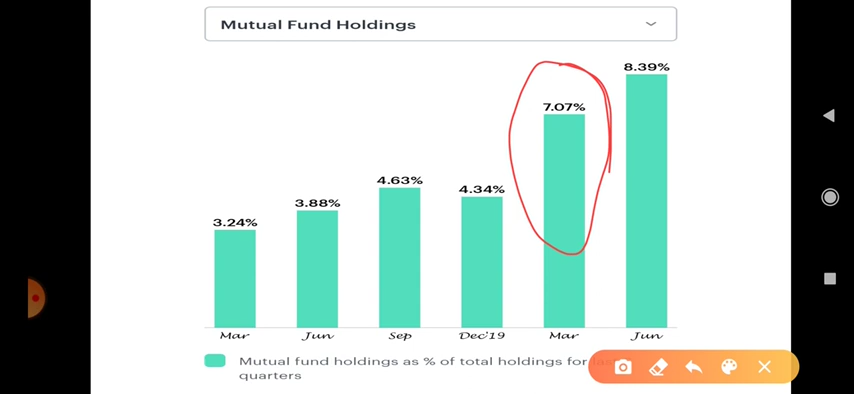 Mutual Fund Holdings
8.39%
7.07%
4.63%
4.34%
3.88%
3.24%
Mar Jun Sep Dec'19 Mar Jun
Mutual fund holdings as % of total holdings for
quarters